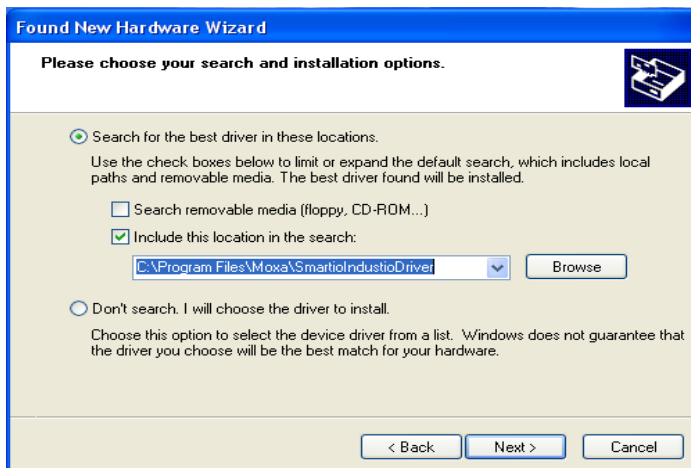 Found New Hardware Wizard
Please choose your search and installation options.
Search for the best driver in these locations.
Use the check boxes below to limit or expand the default search, which includes local
paths and removable media. The best driver found will be installed.
Search removable media (floppy, CD-ROM...)
Include this location in the search:
C:\Program Files\Moxa\SmartioIndustioDriver
Browse
Don't search. I will choose the driver to install.
Choose this option to select the device driver from a list. Windows does not guarantee that
the driver you choose will be the best match for your hardware.
< Back Next > Cancel